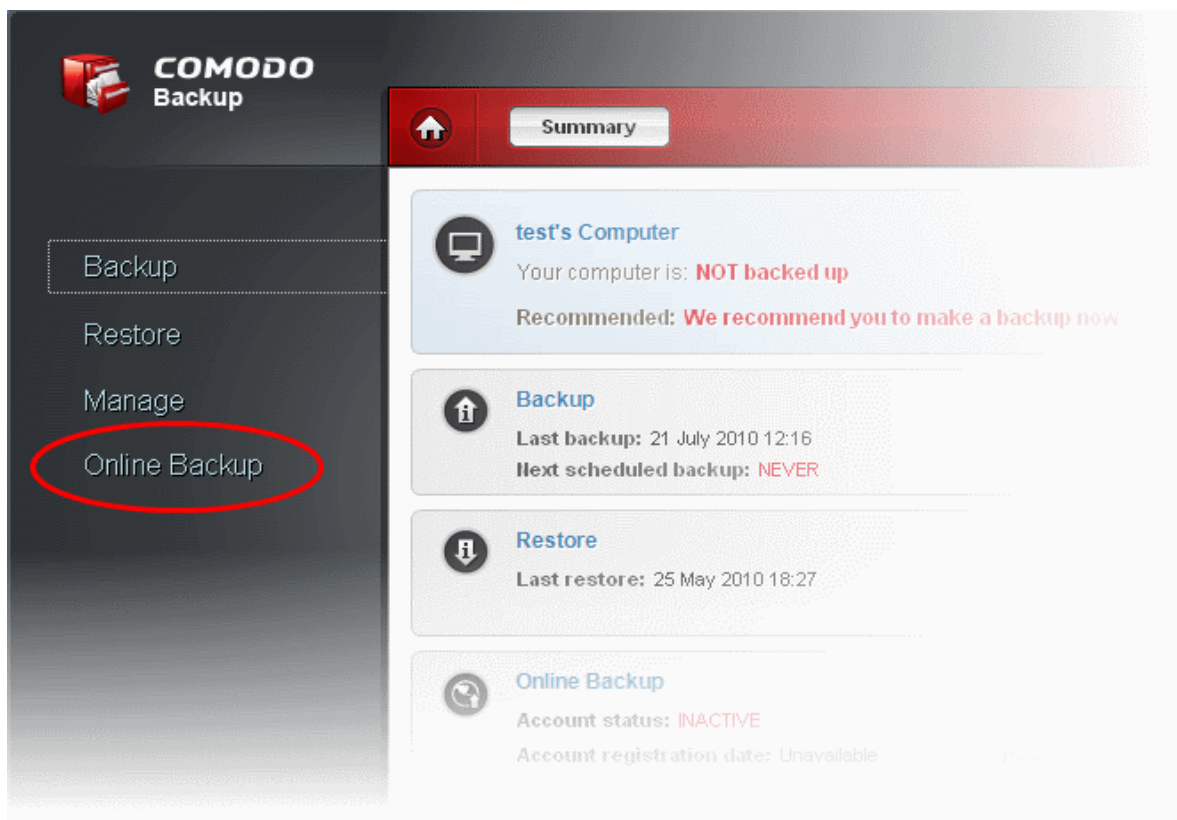 COMODO
Backup
Summary
Backup
Restore
Manage
Online Backup
test's Computer
Your computer is: NOT backed up
Recommended: We recommend you to make a backup now
Backup
Last backup: 21 July 2010 12:16
Next scheduled backup: NEVER
Restore
Last restore: 25 May 2010 18:27
Online Backup
Account status: INACTIVE
Account registration date: Unavailable